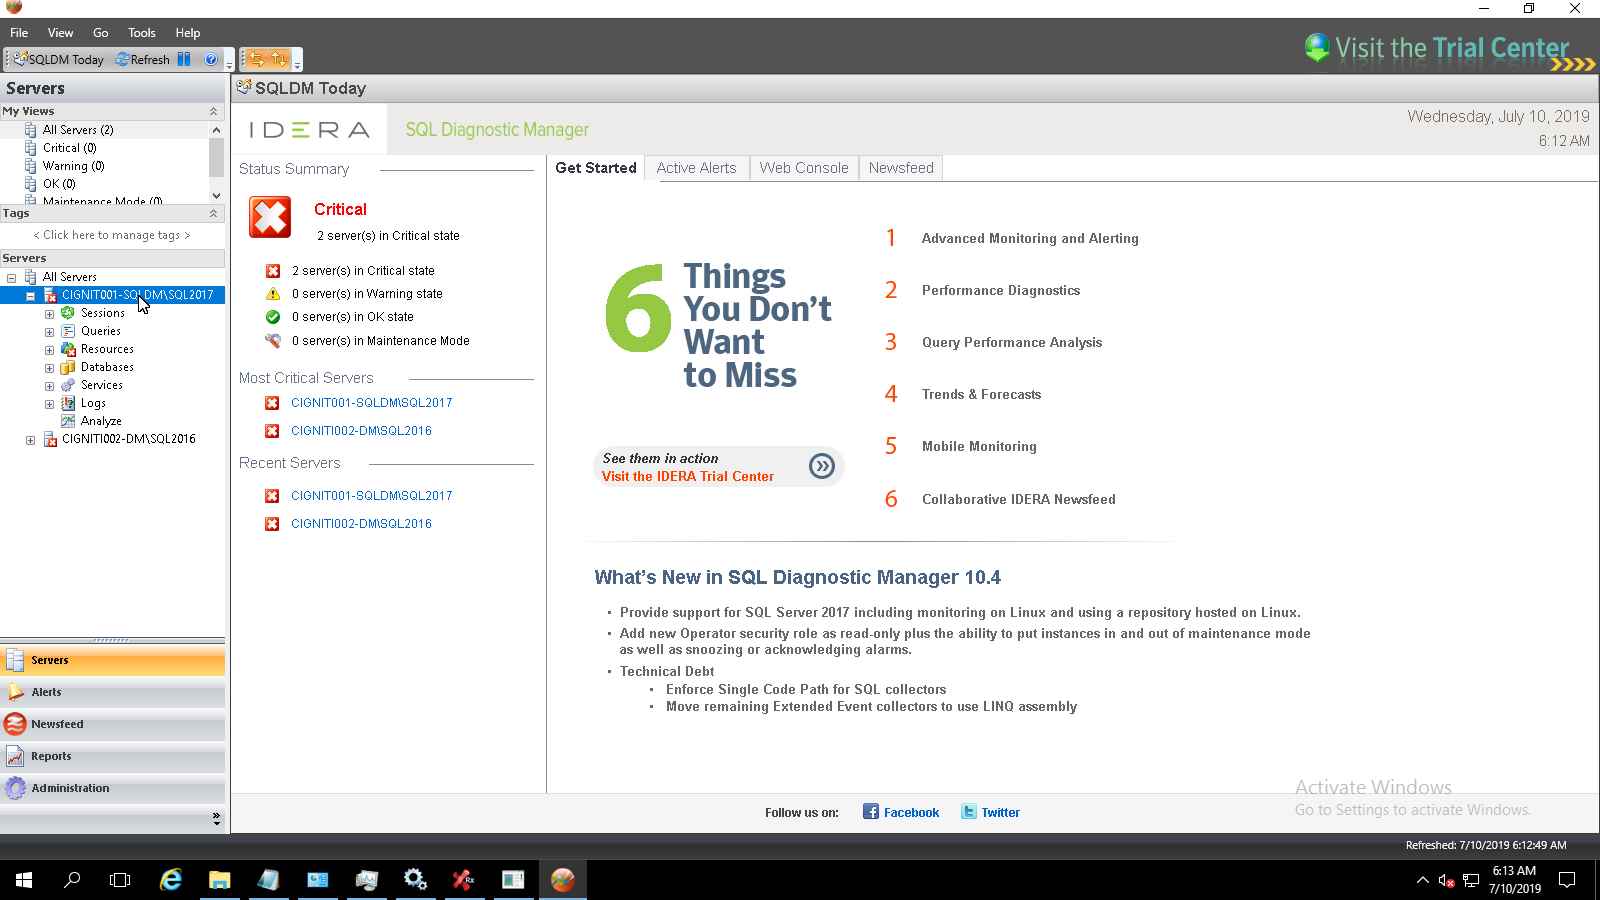 File View Go Tools Help
SQLDM Today Refresh
Visit the Trial Center
Servers
My Views
All Servers (2)
Critical (0)
Warning (0)
OK (0)
Maintenance Mode (0)
Tags
< Click here to manage tags >
Servers
All Servers
CIGNIT001-SQLDM\SQL2017
Sessions
Queries
Resources
Databases
Services
Logs
Analyze
CIGNITI002-DM\SQL2016
Servers
Alerts
Newsfeed
Reports
Administration
SQLDM Today
IDERA
SQL Diagnostic Manager
Wednesday, July 10, 2019
6:12 AM
Status Summary
Critical
2 server(s) in Critical state
2 server(s) in Critical state
0 server(s) in Warning state
0 server(s) in OK state
0 server(s) in Maintenance Mode
Most Critical Servers
CIGNIT001-SQLDM\SQL2017
CIGNITI002-DM\SQL2016
Recent Servers
CIGNIT001-SQLDM\SQL2017
CIGNITI002-DM\SQL2016
Get Started Active Alerts Web Console Newsfeed
6 Things
You Don't
Want
to Miss
See them in action
Visit the IDERA Trial Center
1 Advanced Monitoring and Alerting
2 Performance Diagnostics
3 Query Performance Analysis
4 Trends & Forecasts
5 Mobile Monitoring
6 Collaborative IDERA Newsfeed
What's New in SQL Diagnostic Manager 10.4
• Provide support for SQL Server 2017 including monitoring on Linux and using a repository hosted on Linux.
• Add new Operator security role as read-only plus the ability to put instances in and out of maintenance mode
as well as snoozing or acknowledging alarms.
• Technical Debt
• Enforce Single Code Path for SQL collectors
• Move remaining Extended Event collectors to use LINQ assembly
Activate Windows
Go to Settings to activate Windows.
Follow us on: Facebook Twitter
Refreshed: 7/10/2019 6:12:49 AM
6:13 AM
7/10/2019